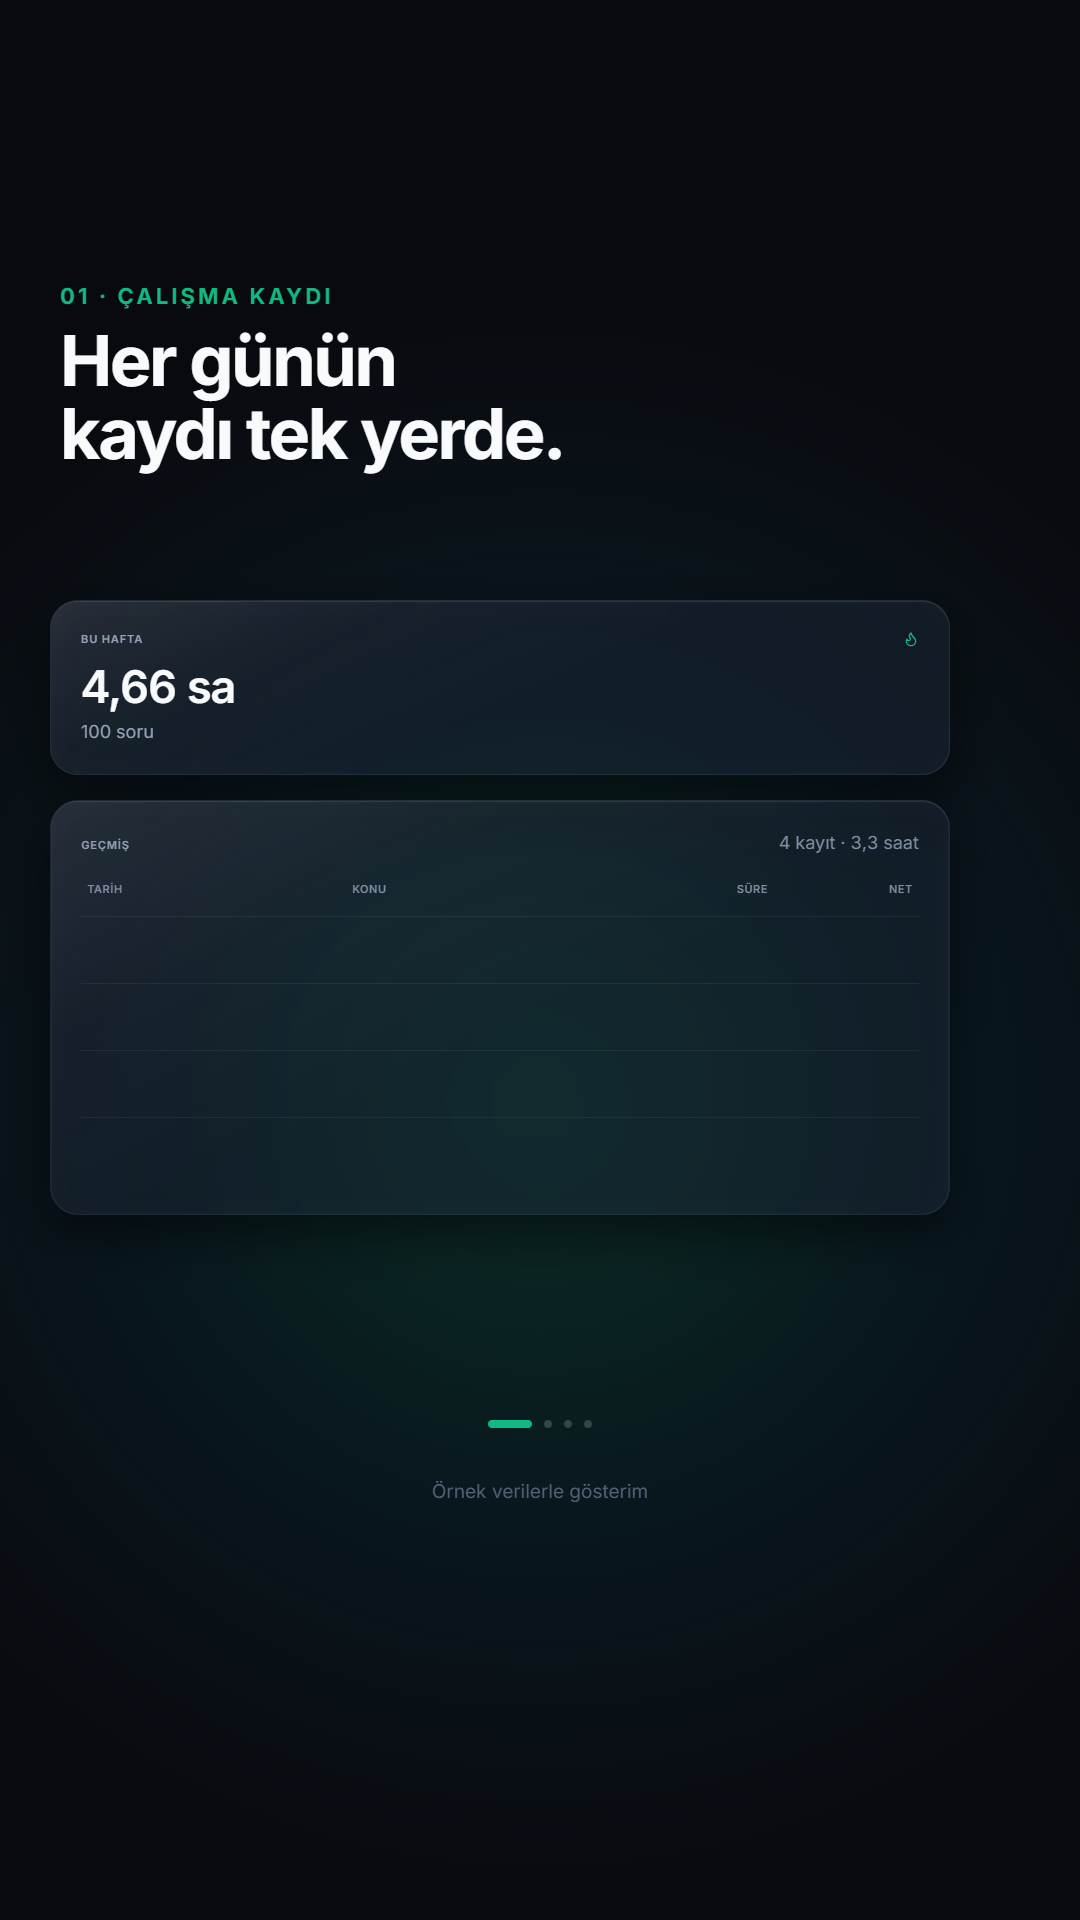 01 · ÇALIŞMA KAYDI
Her günün
kaydı tek yerde.
BU HAFTA
4,66 sa
100 soru
GEÇMİŞ
4 kayıt · 3,3 saat
TARİH KONU SÜRE NET
Örnek verilerle gösterim